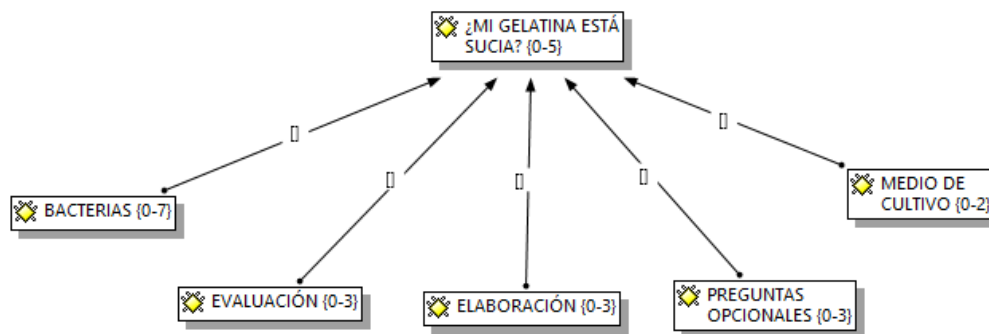 ¿MI GELATINA ESTÁ
SUCIA? {0-5}
[]
[]
[]
[]
[]
BACTERIAS {0-7}
MEDIO DE
CULTIVO {0-2}
EVALUACIÓN {0-3}
ELABORACIÓN {0-3}
PREGUNTAS
OPCIONALES {0-3}